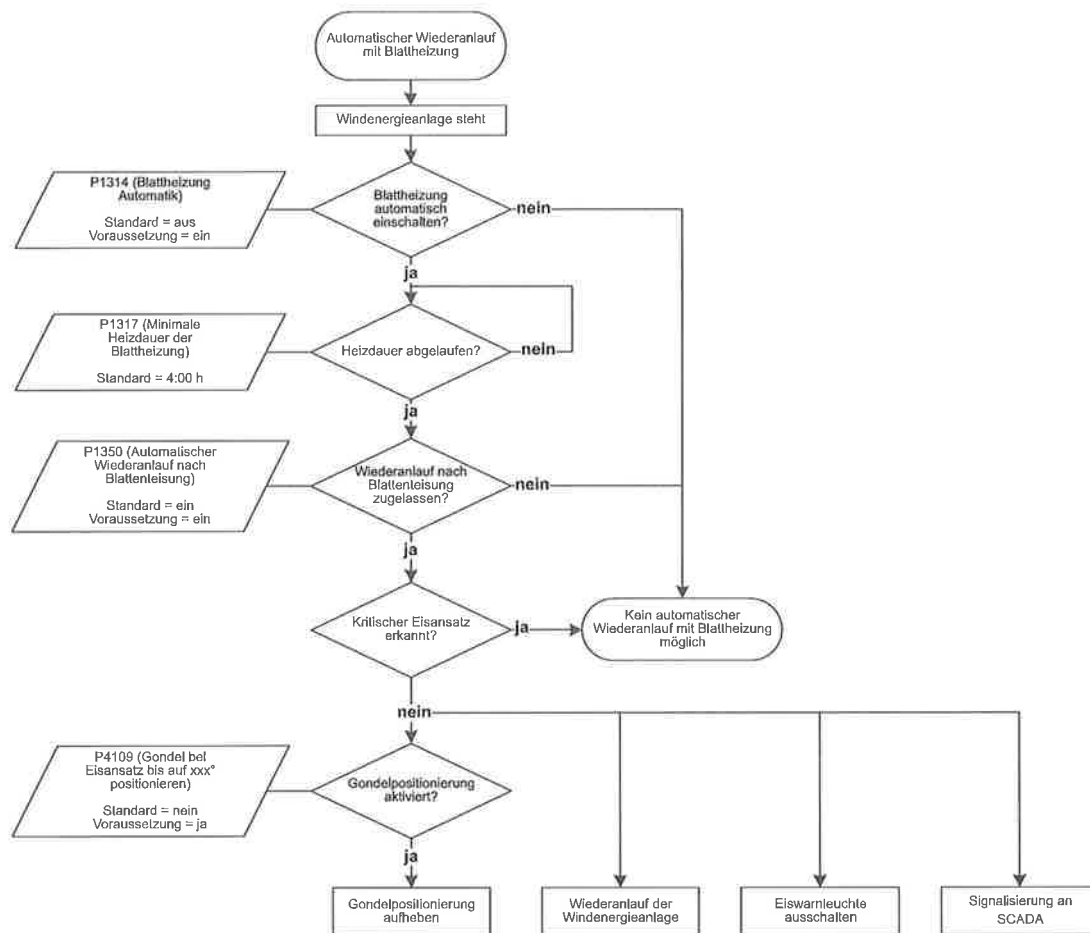 Automatischer Wiederanlauf
mit Blattheizung
Windenergieanlage steht
P1314 (Blattheizung
Automatik)
Standard = aus
Voraussetzung = ein
Blattheizung
automatisch
einschalten?
nein
ja
P1317 (Minimale
Heizdauer der
Blattheizung)
Standard = 4:00 h
Heizdauer abgelaufen?
nein
ja
P1350 (Automatischer
Wiederanlauf nach
Blattenteisung)
Standard = ein
Voraussetzung = ein
Wiederanlauf nach
Blattenteisung
zugelassen?
nein
ja
Kritischer Eisansatz
erkannt?
ja
Kein automatischer
Wiederanlauf mit Blattheizung
möglich
nein
P4109 (Gondel bei
Eisansatz bis auf xxx°
positionieren)
Standard = nein
Voraussetzung = ja
Gondelpositionierung
aktiviert?
ja
Gondelpositionierung
aufheben
Wiederanlauf der
Windenergieanlage
Eiswarnleuchte
ausschalten
Signalisierung an
SCADA